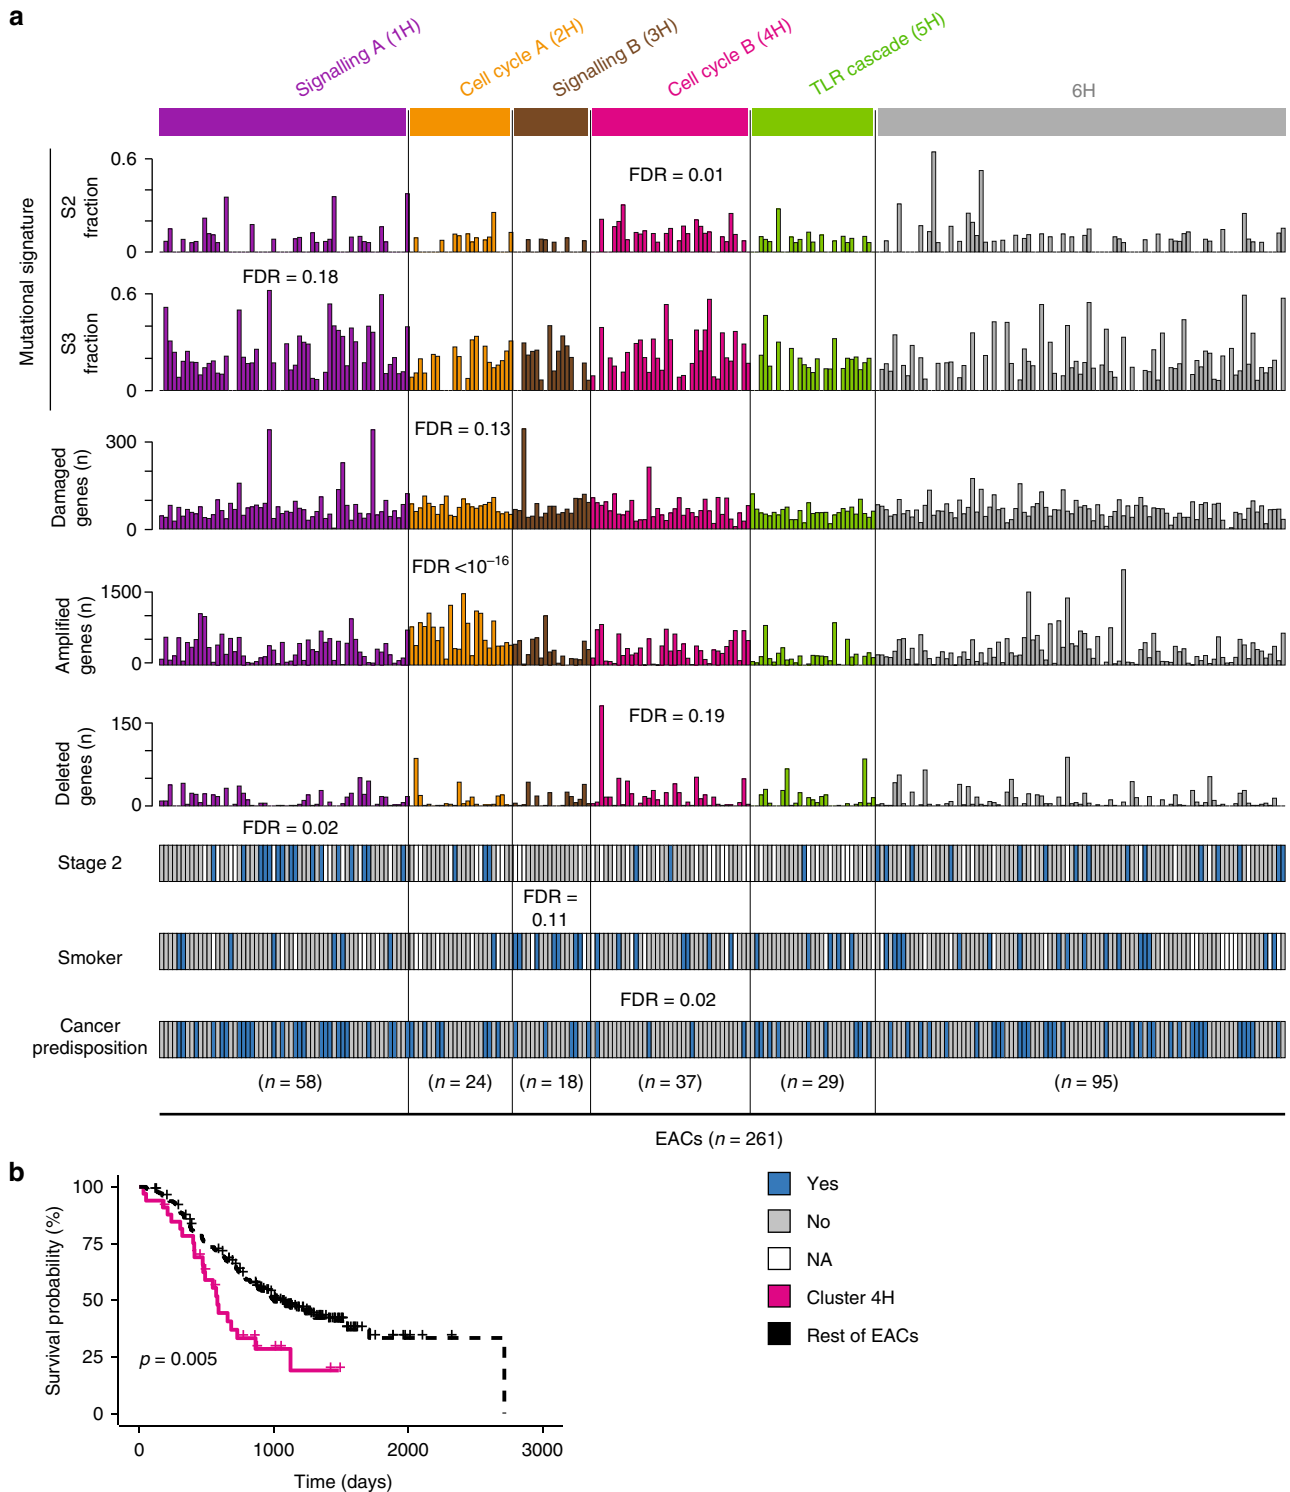 a
Signalling A (1H)
Cell cycle A (2H)
Signalling B (3H)
Cell cycle B (4H)
TLR cascade (5H)
6H
Mutational signature
S2
fraction
0.6
0
FDR = 0.01
S3
fraction
0.6
0
FDR = 0.18
Damaged
genes (n)
300
0
FDR = 0.13
Amplified
genes (n)
1500
0
FDR <10⁻¹⁶
Deleted
genes (n)
150
0
FDR = 0.19
FDR = 0.02
Stage 2
FDR =
0.11
Smoker
FDR = 0.02
Cancer
predisposition
(n = 58)
(n = 24)
(n = 18)
(n = 37)
(n = 29)
(n = 95)
EACs (n = 261)
b
Survival probability (%)
100
75
50
25
0
p = 0.005
0
1000
2000
3000
Time (days)
Yes
No
NA
Cluster 4H
Rest of EACs